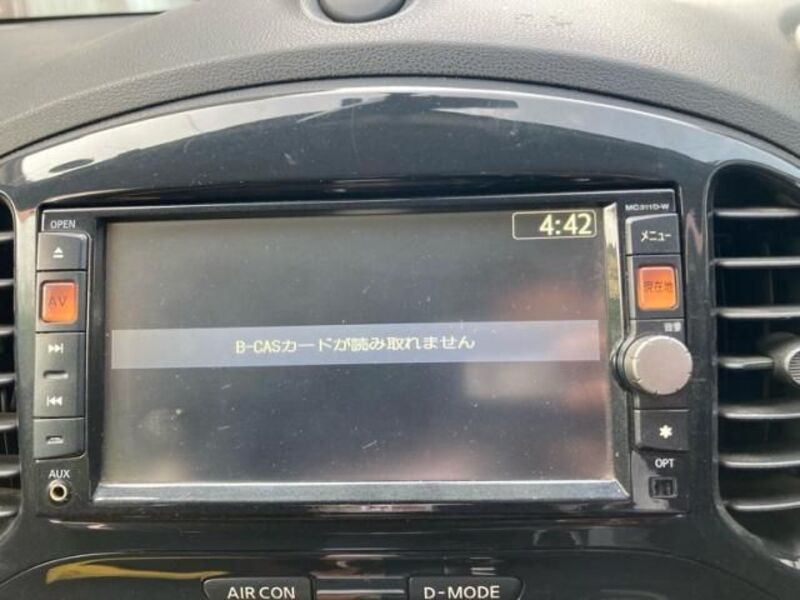 OPEN
4:42
MC311D-W
メニュー
AV
現在地
音量
B-CASカードが読み取れません
AUX
OPT
AIR CON
D-MODE